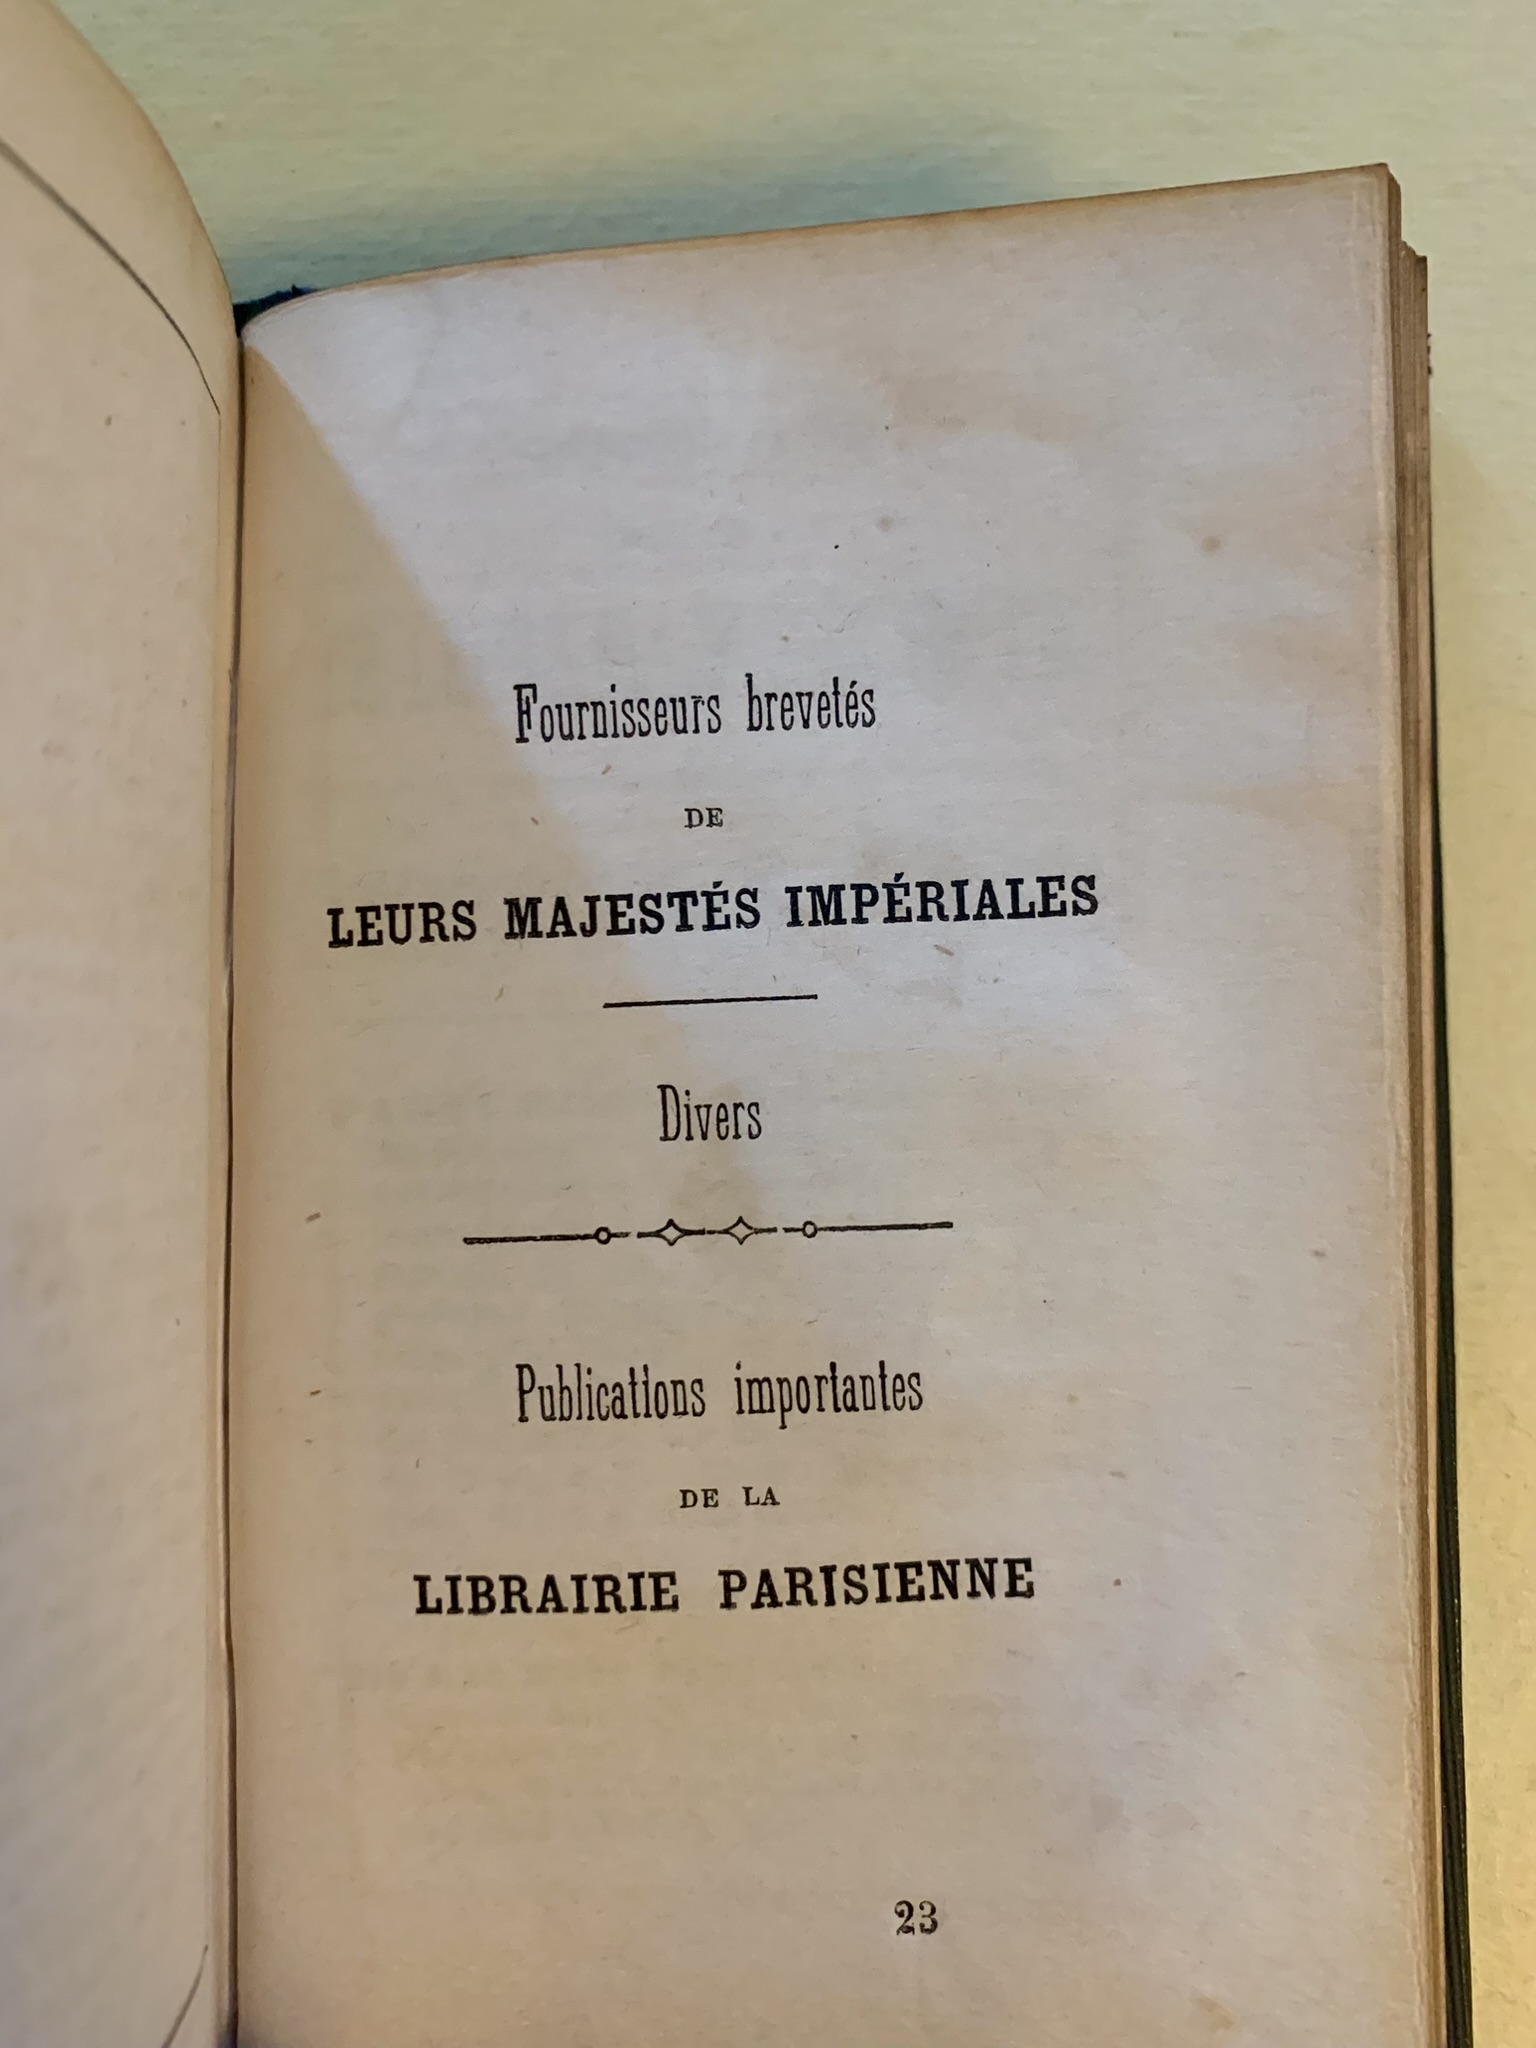 Fournisseurs brevetés
DE
LEURS MAJESTÉS IMPÉRIALES
Divers
Publications importantes
DE LA
LIBRAIRIE PARISIENNE
23